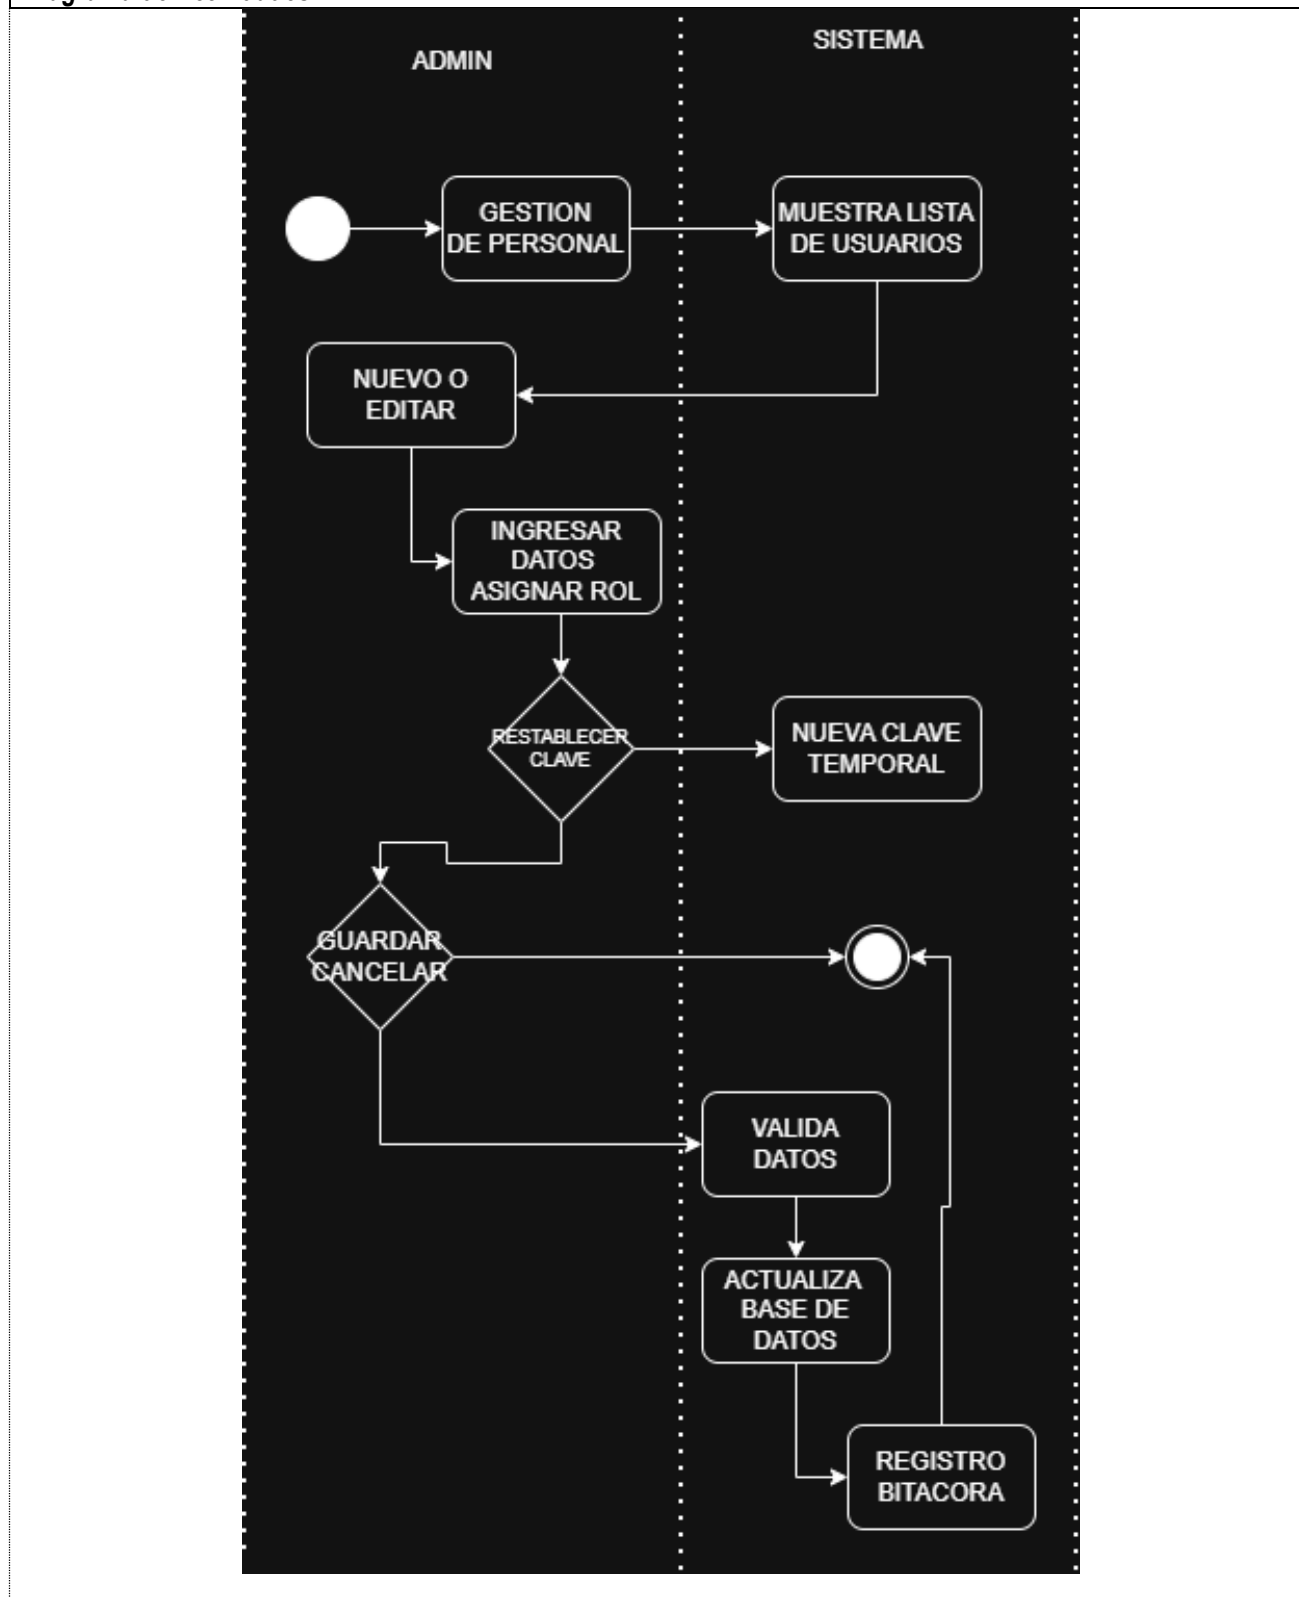 ADMIN
SISTEMA
GESTION
DE PERSONAL
MUESTRA LISTA
DE USUARIOS
NUEVO O
EDITAR
INGRESAR
DATOS
ASIGNAR ROL
RESTABLECER
CLAVE
NUEVA CLAVE
TEMPORAL
GUARDAR
CANCELAR
VALIDA
DATOS
ACTUALIZA
BASE DE
DATOS
REGISTRO
BITACORA